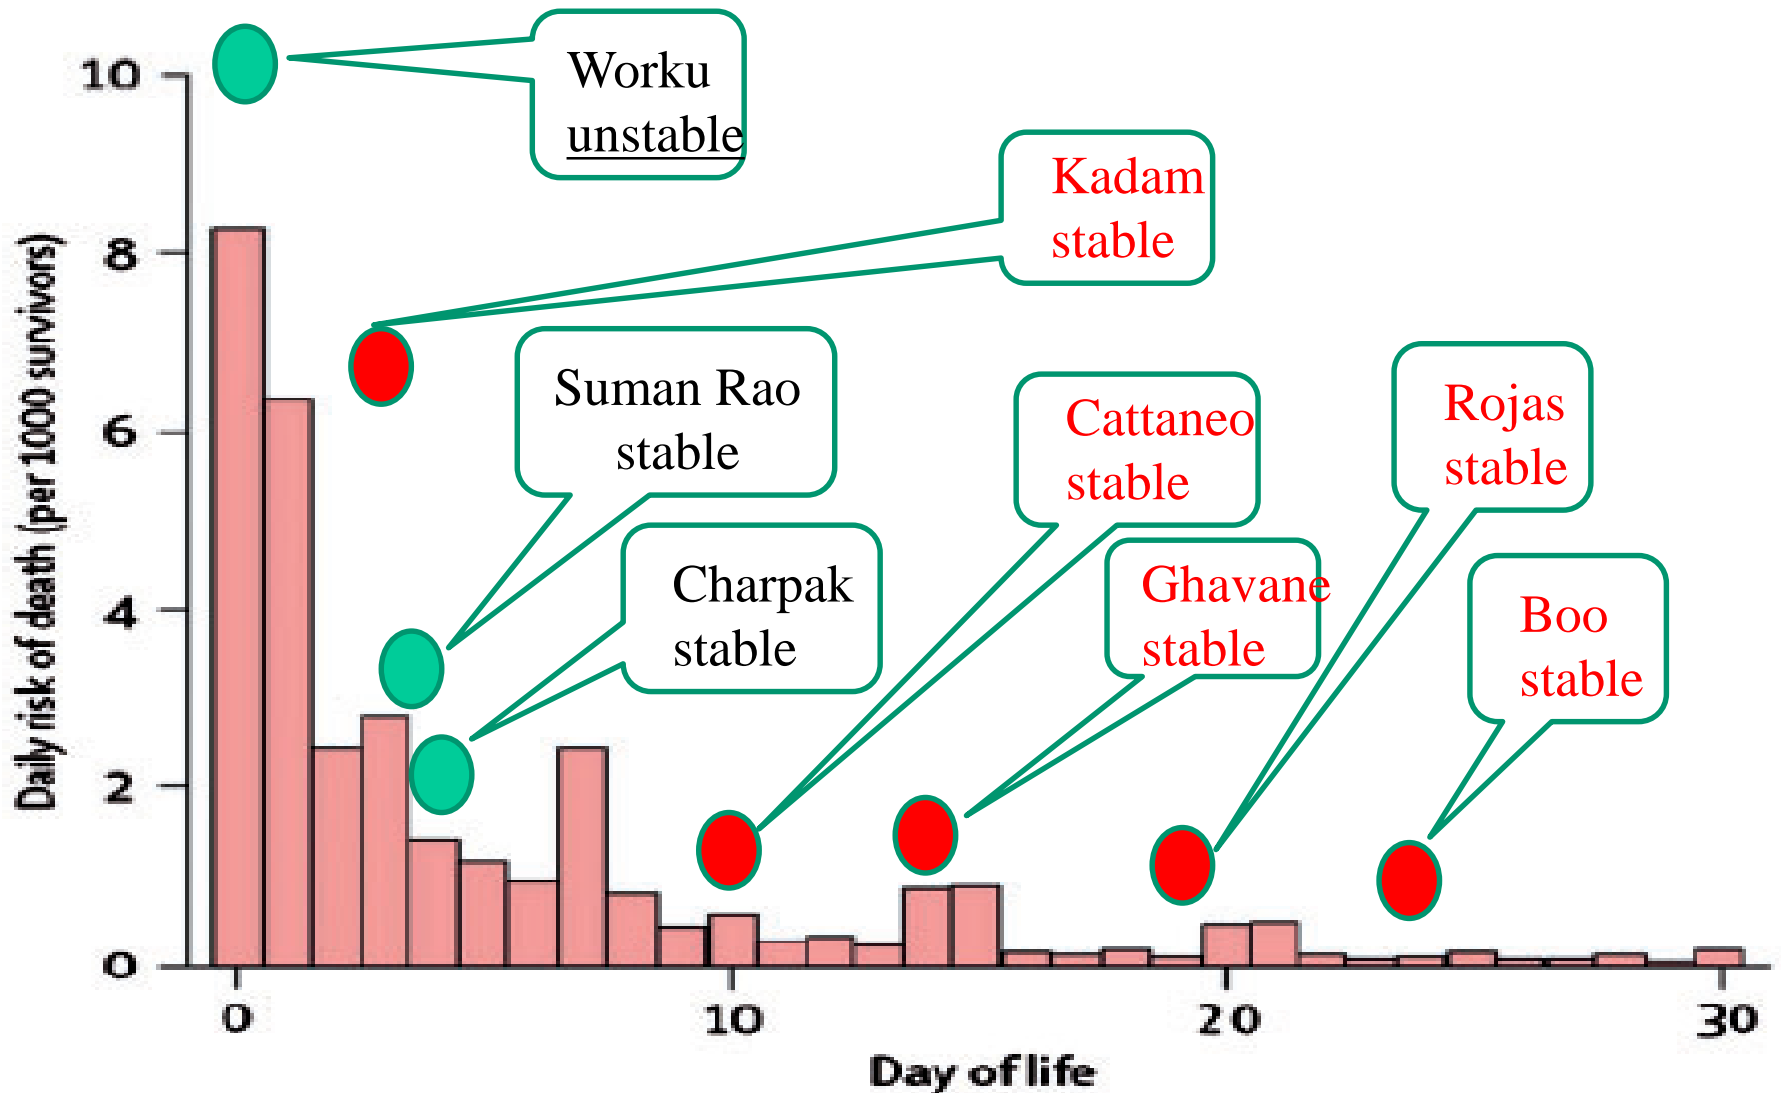 Worku
unstable
Kadam
stable
Suman Rao
stable
Cattaneo
stable
Rojas
stable
Charpak
stable
Ghavane
stable
Boo
stable
Daily risk of death (per 1000 survivors)
10
8
6
4
2
0
0 10 20 30
Day of life